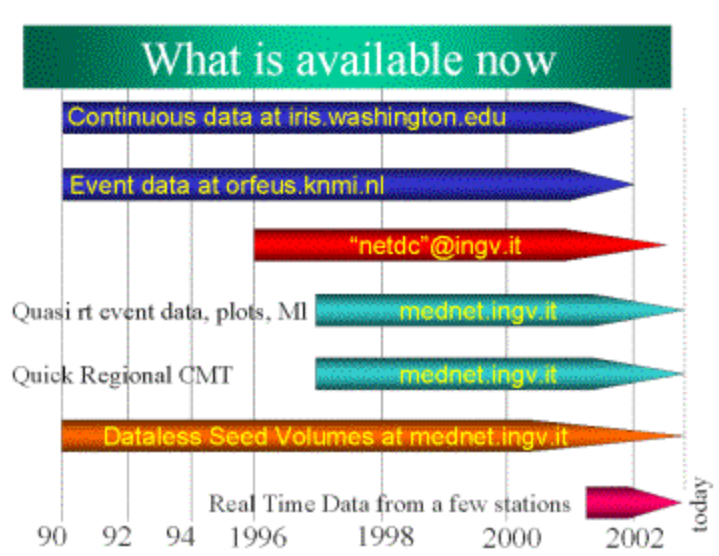 What is available now
Continuous data at iris.washington.edu
Event data at orfeus.knmi.nl
“netdc”@ingv.it
Quasi rt event data, plots, Ml mednet.ingv.it
Quick Regional CMT mednet.ingv.it
Dataless Seed Volumes at mednet.ingv.it
Real Time Data from a few stations
today
90 92 94 1996 1998 2000 2002